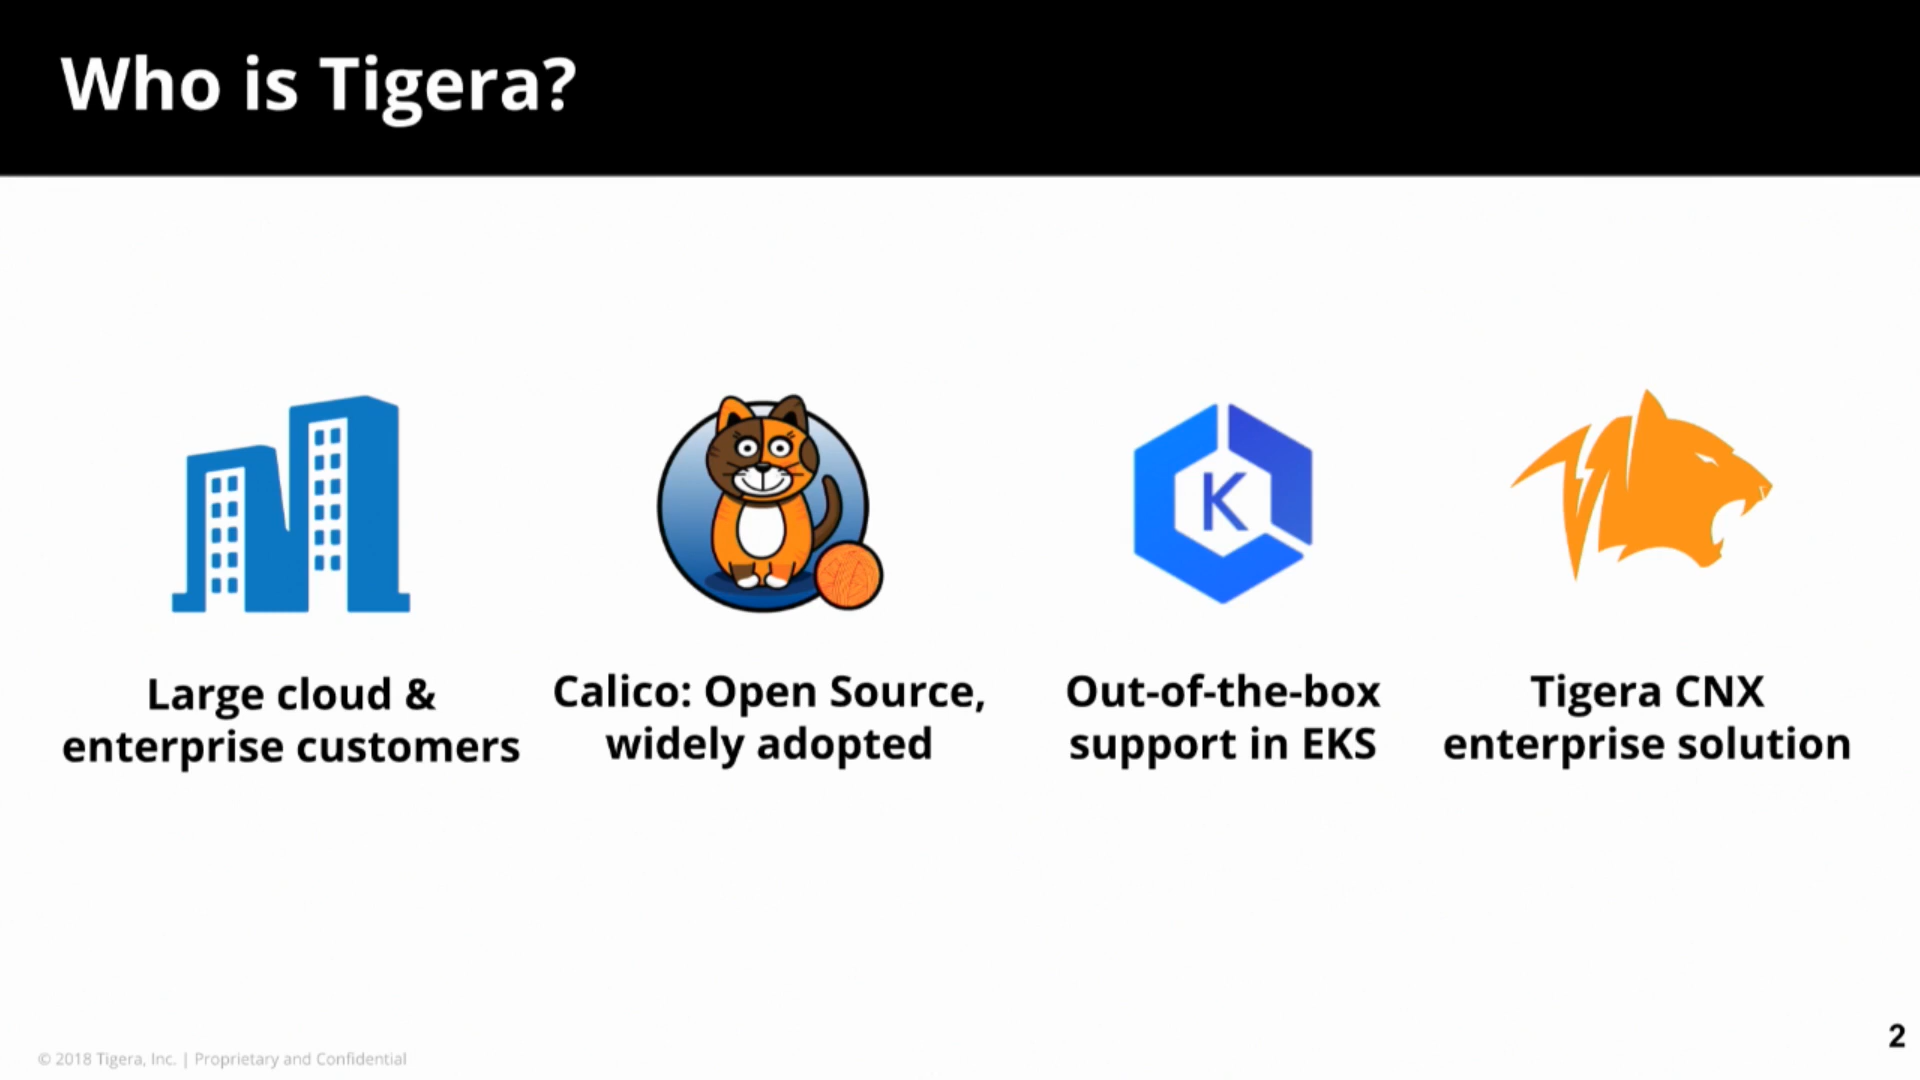 Who is Tigera?
K
Large cloud &
enterprise customers
Calico: Open Source,
widely adopted
Out-of-the-box
support in EKS
Tigera CNX
enterprise solution
© 2018 Tigera, Inc. | Proprietary and Confidential
2